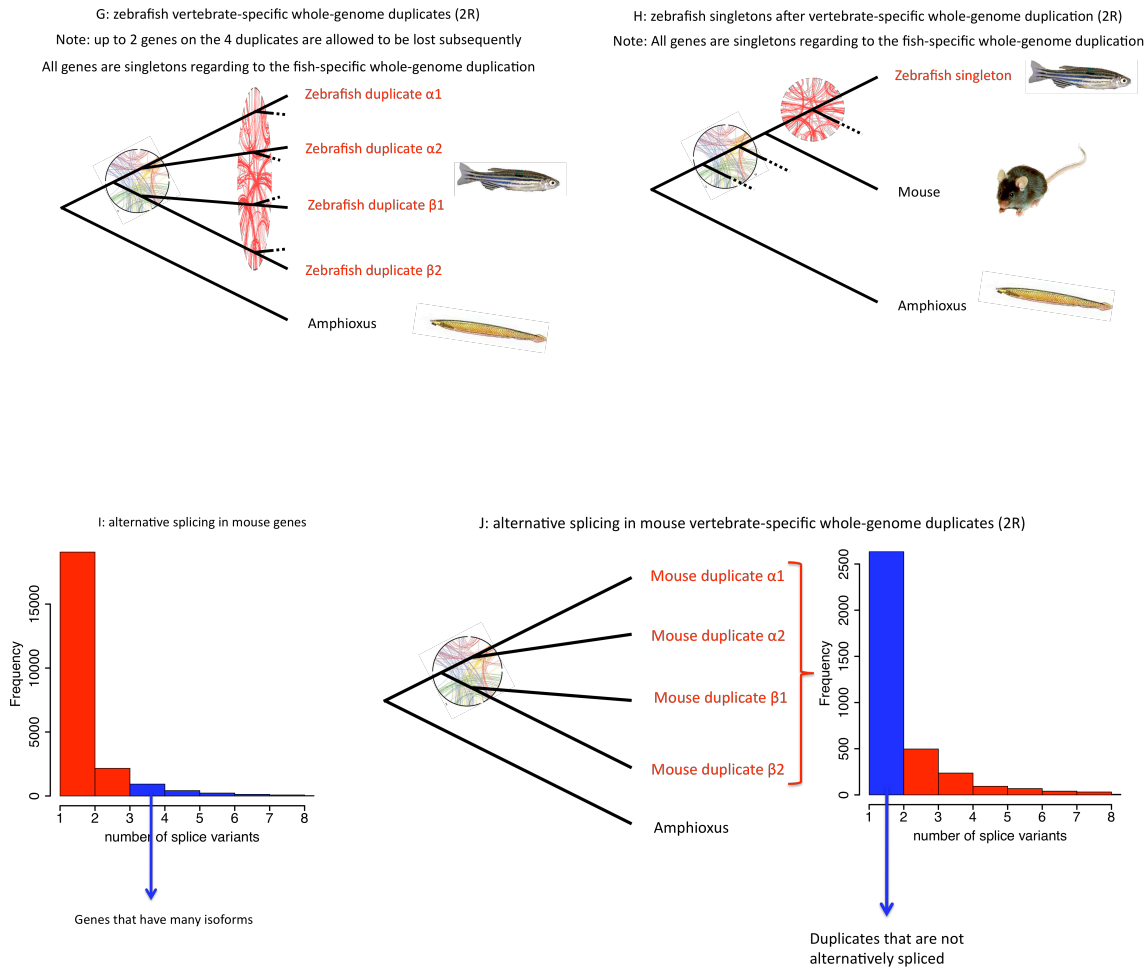 G: zebrafish vertebrate-specific whole-genome duplicates (2R)
Note: up to 2 genes on the 4 duplicates are allowed to be lost subsequently
All genes are singletons regarding to the fish-specific whole-genome duplication
Zebrafish duplicate α1
Zebrafish duplicate α2
Zebrafish duplicate β1
Zebrafish duplicate β2
Amphioxus
H: zebrafish singletons after vertebrate-specific whole-genome duplication (2R)
Note: All genes are singletons regarding to the fish-specific whole-genome duplication
Zebrafish singleton
Mouse
Amphioxus
I: alternative splicing in mouse genes
Frequency
15000
10000
5000
0
1 2 3 4 5 6 7 8
number of splice variants
Genes that have many isoforms
J: alternative splicing in mouse vertebrate-specific whole-genome duplicates (2R)
Mouse duplicate α1
Mouse duplicate α2
Mouse duplicate β1
Mouse duplicate β2
Amphioxus
Frequency
2500
2000
1500
1000
500
0
1 2 3 4 5 6 7 8
number of splice variants
Duplicates that are not
alternatively spliced